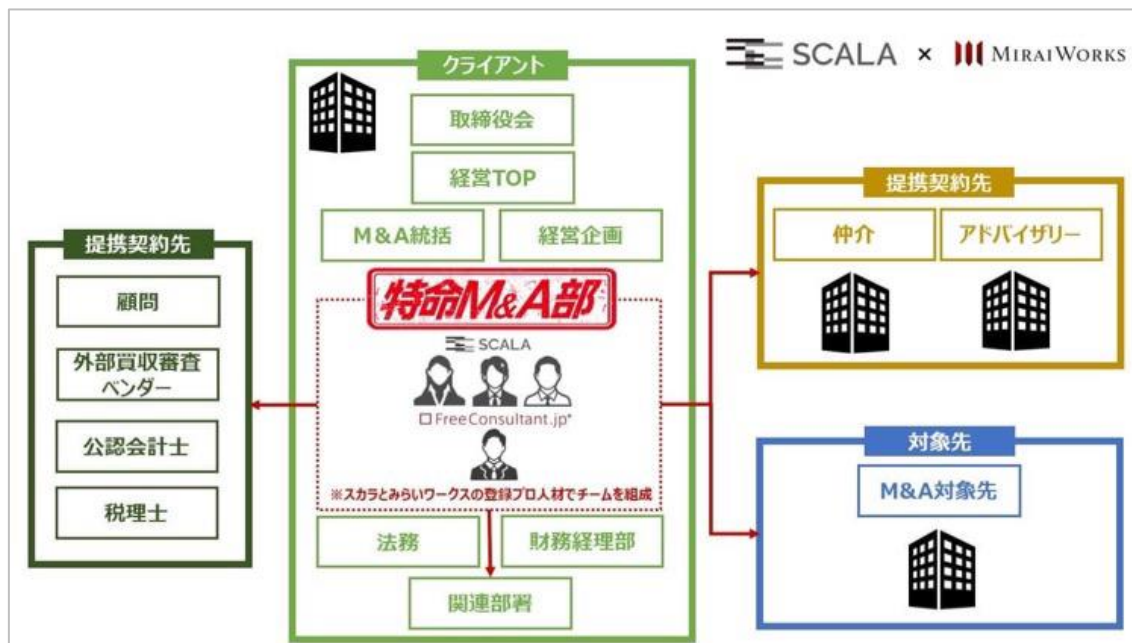 SCALA × MIRAIWORKS
クライアント
取締役会
経営TOP
M&A統括
経営企画
特命M&A部
SCALA
FreeConsultant.jp®
※スカラとみらいワークスの登録プロ人材でチームを組成
法務
財務経理部
関連部署
提携契約先
顧問
外部買収審査
ベンダー
公認会計士
税理士
提携契約先
仲介
アドバイザリー
対象先
M&A対象先